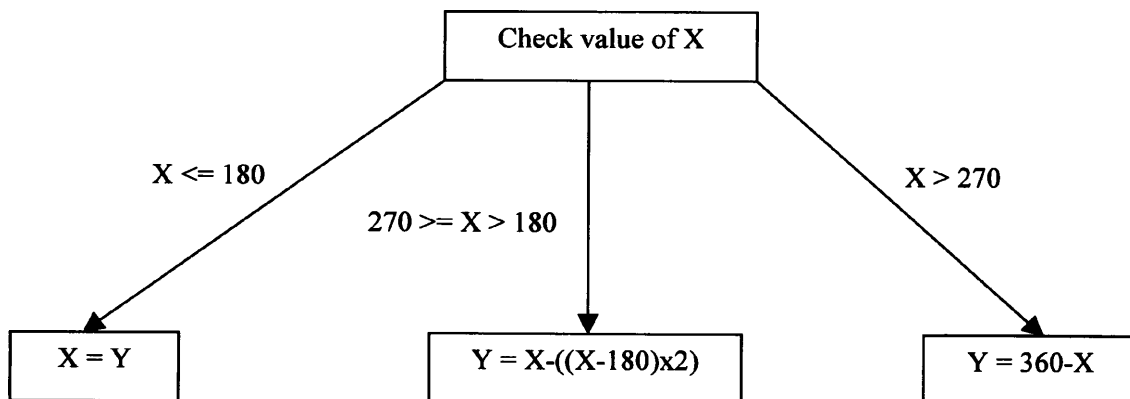 Check value of X
X <= 180
X > 270
270 >= X > 180
X = Y
Y = X-((X-180)x2)
Y = 360-X